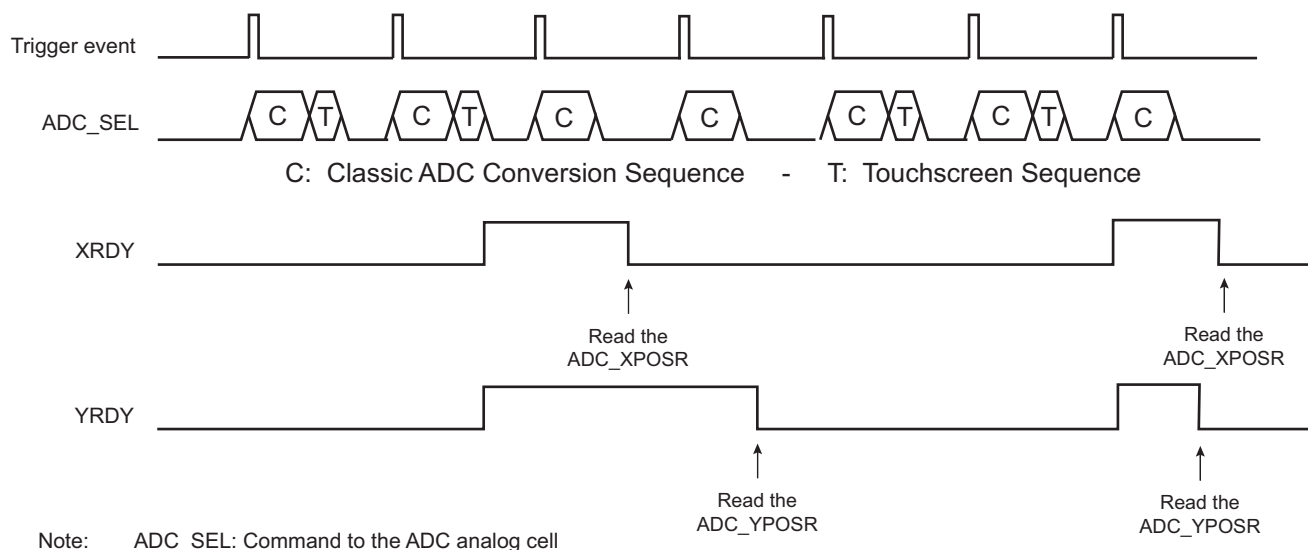 Trigger event
ADC_SEL
C T C T C C C T C T C
C: Classic ADC Conversion Sequence - T: Touchscreen Sequence
XRDY
Read the
ADC_XPOSR
Read the
ADC_XPOSR
YRDY
Read the
ADC_YPOSR
Read the
ADC_YPOSR
Note: ADC_SEL: Command to the ADC analog cell